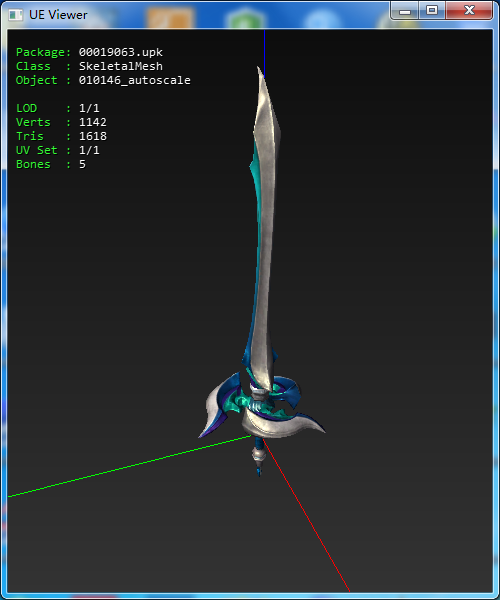 UE Viewer
Package: 00019063.upk
Class : SkeletalMesh
Object : 010146_autoscale
LOD : 1/1
Verts : 1142
Tris : 1618
UV Set : 1/1
Bones : 5